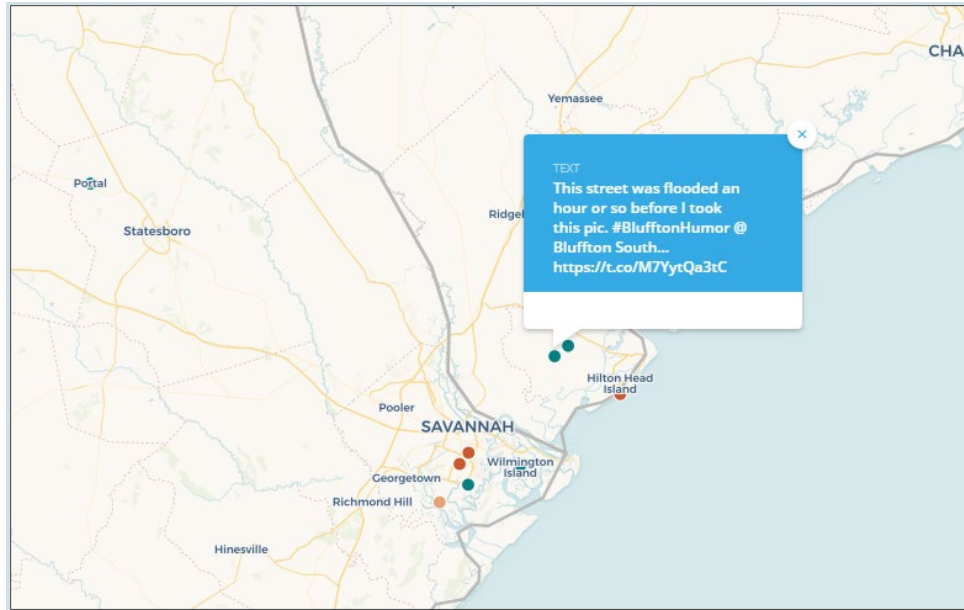 CHA
Yemassee
×
TEXT
This street was flooded an
hour or so before I took
this pic. #BlufftonHumor @
Bluffton South...
https://t.co/M7YytQa3tC
Portal
Ridgel
Statesboro
Hilton Head
Island
Pooler
SAVANNAH
Wilmington
Island
Georgetown
Richmond Hill
Hinesville